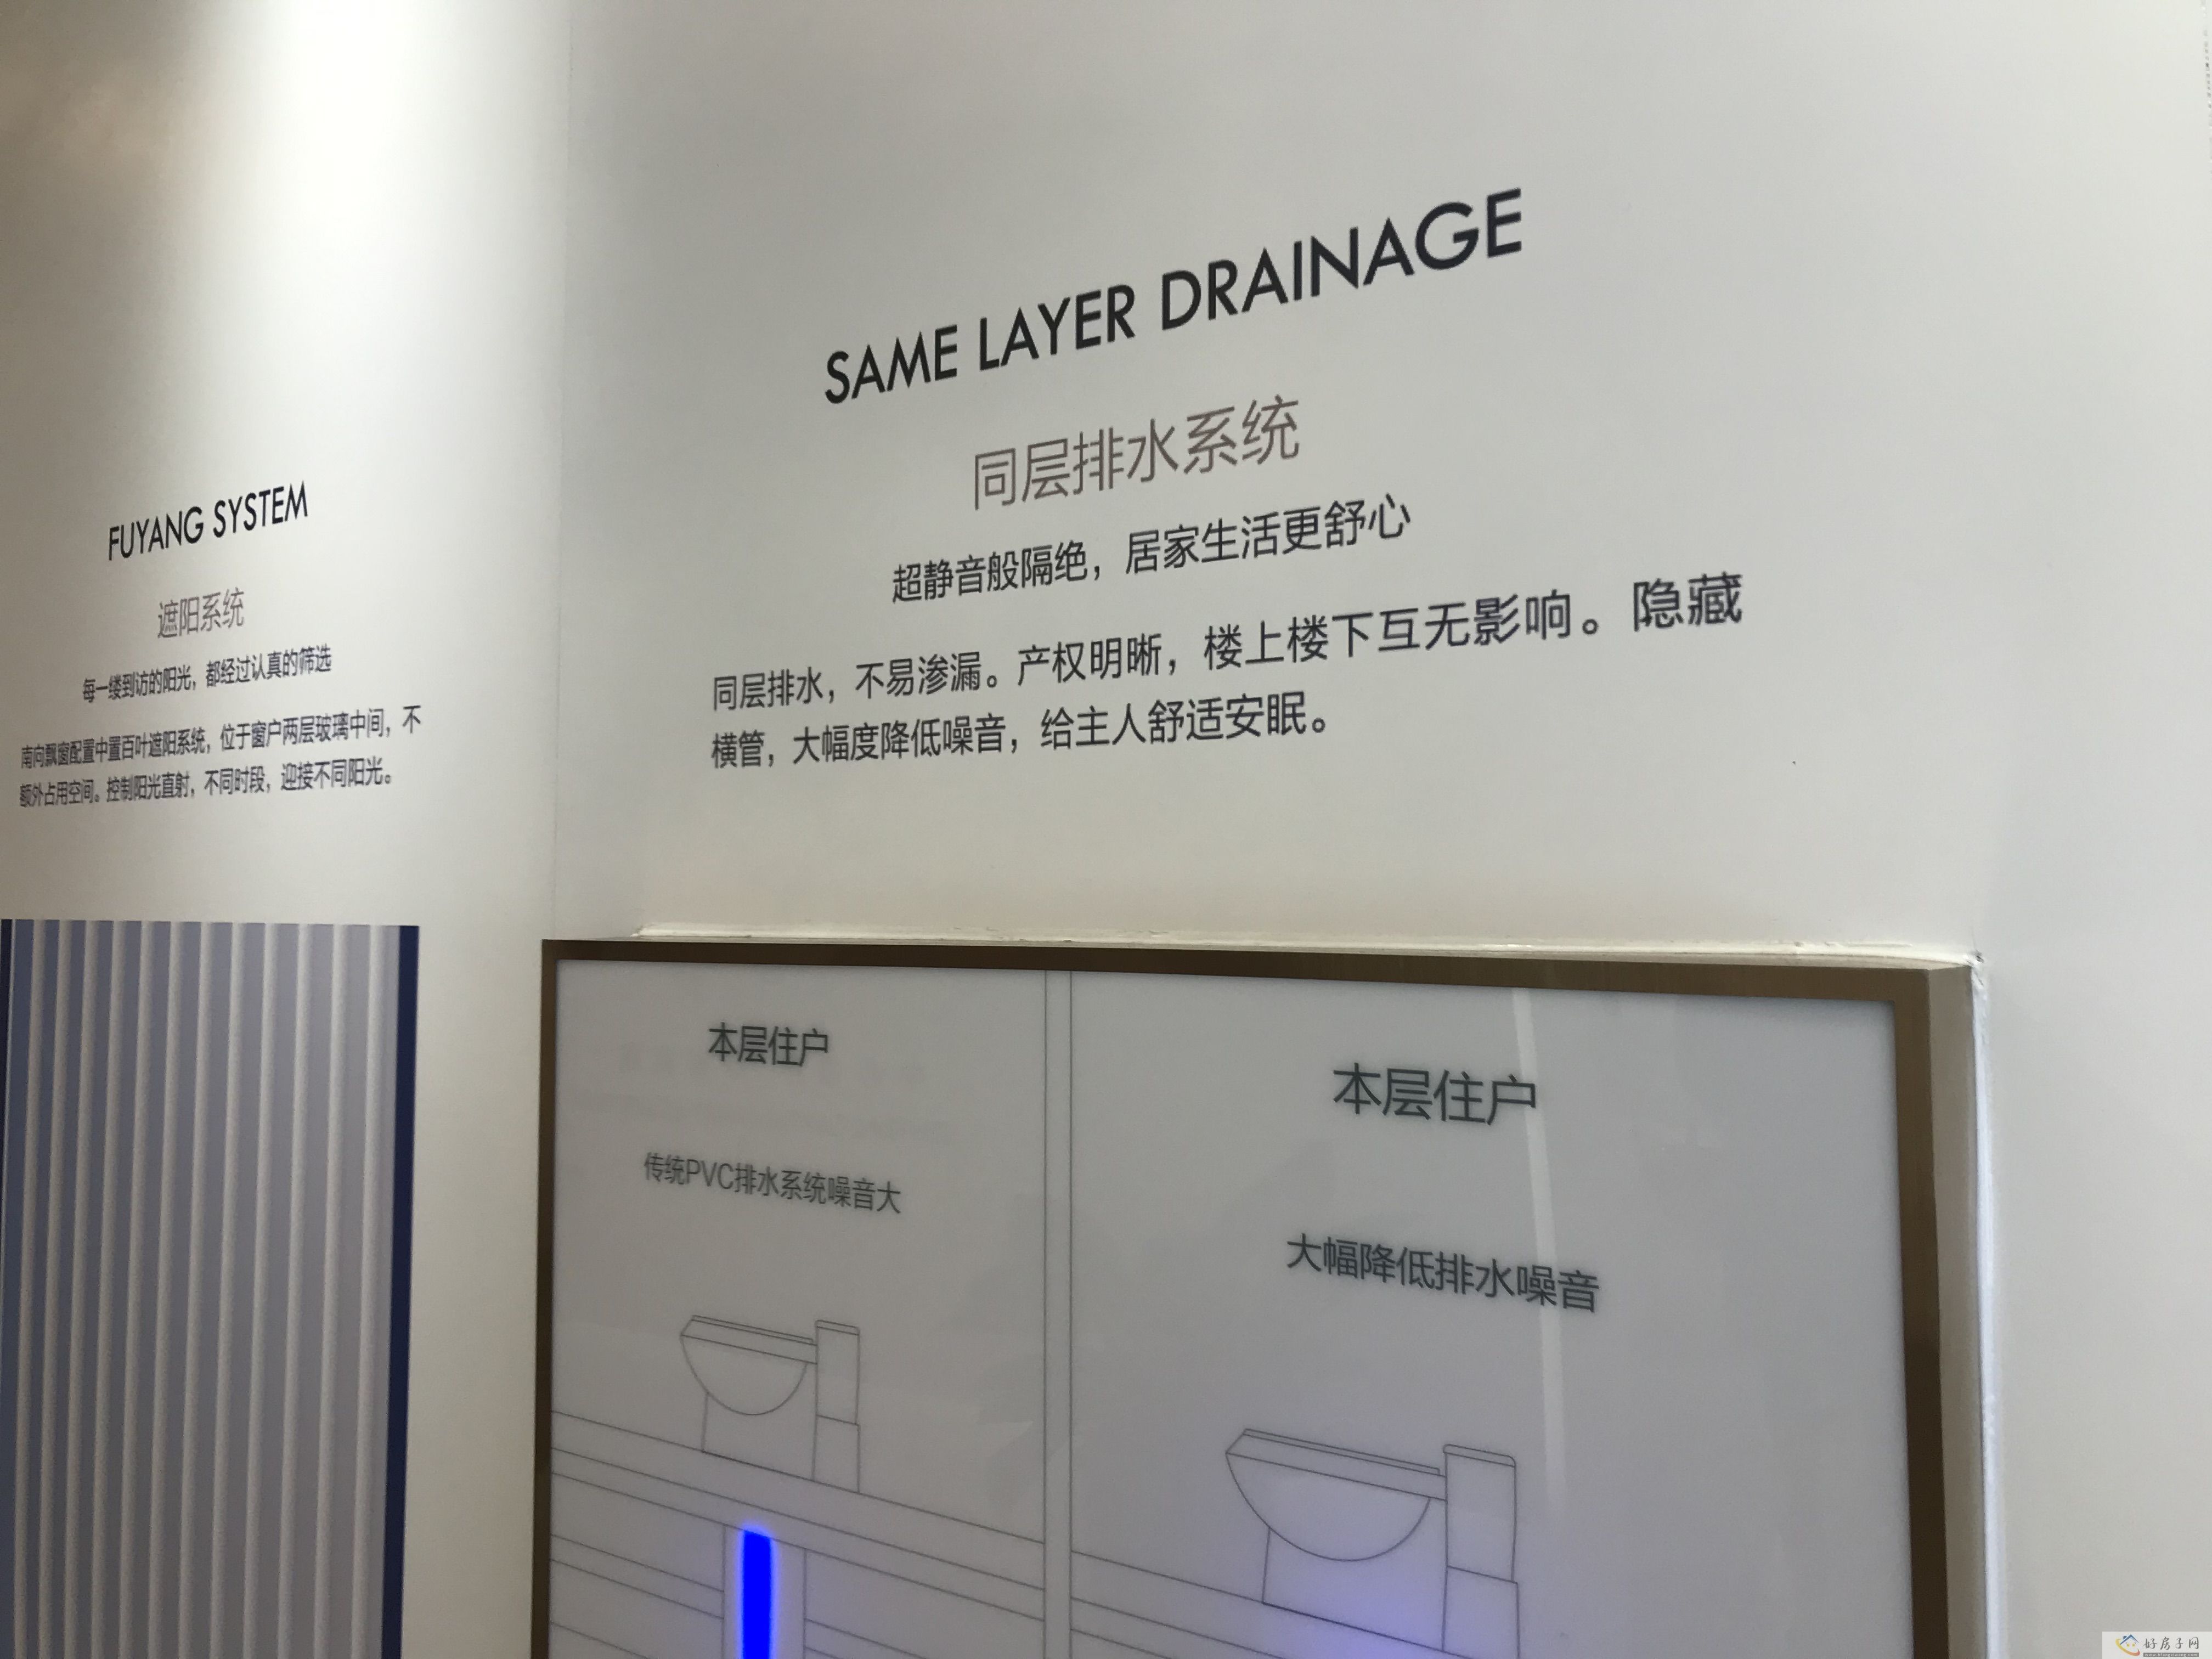 FUYANG SYSTEM
遮阳系统
每一缕到访的阳光，都经过认真的筛选
南向飘窗配置中置百叶遮阳系统，位于窗户两层玻璃中间，不
额外占用空间。控制阳光直射，不同时段，迎接不同阳光。
SAME LAYER DRAINAGE
同层排水系统
超静音般隔绝，居家生活更舒心
同层排水，不易渗漏。产权明晰，楼上楼下互无影响。隐藏
横管，大幅度降低噪音，给主人舒适安眠。
本层住户
传统PVC排水系统噪音大
本层住户
大幅降低排水噪音
好房子网